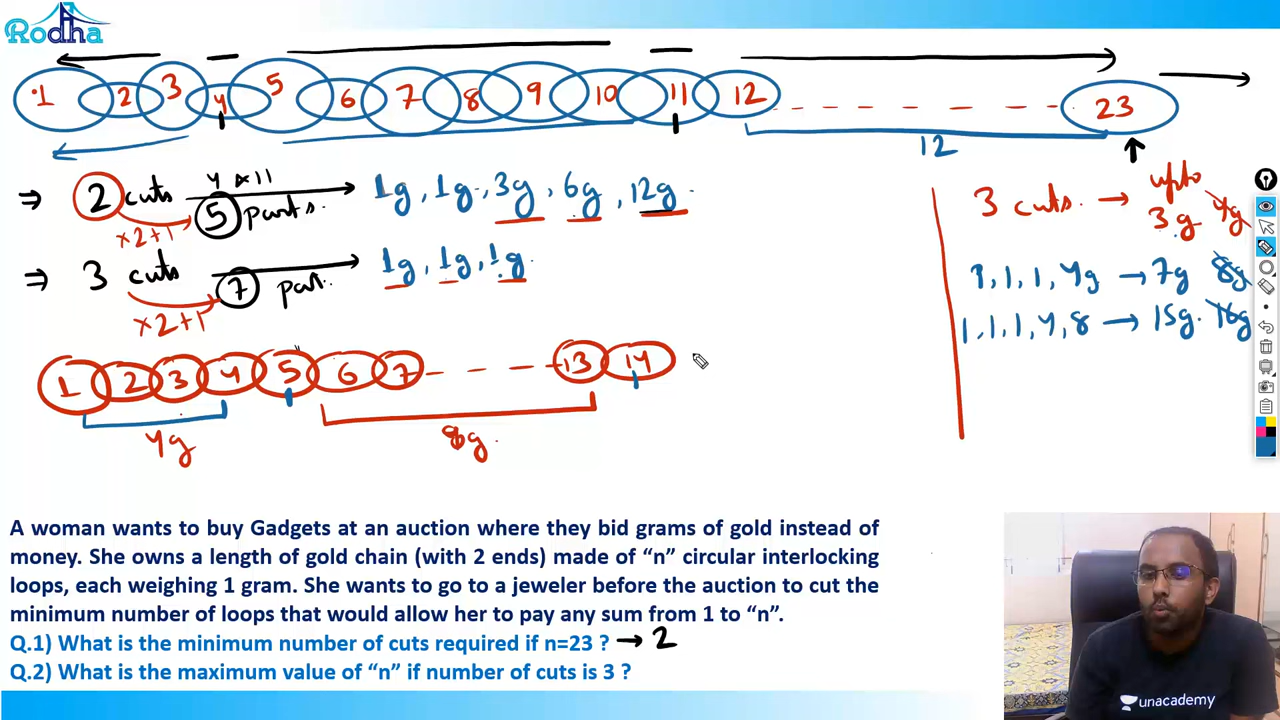 Rodha
1 2 3 4 5 6 7 8 9 10 11 12 - - - - - - 23
12
⇒ 2 cuts 4 & 11 5 parts. 1g, 1g, 3g, 6g, 12g
×2+1
⇒ 3 cuts 7 part. 1g, 1g, 1g
×2+1
3 cuts. → upto 3g 4g
1, 1, 1, 4g → 7g 8g
1, 1, 1, 4, 8 → 15g. 16g
1 2 3 4 5 6 7 - - - - 13 14
4g 8g
A woman wants to buy Gadgets at an auction where they bid grams of gold instead of
money. She owns a length of gold chain (with 2 ends) made of “n” circular interlocking
loops, each weighing 1 gram. She wants to go to a jeweler before the auction to cut the
minimum number of loops that would allow her to pay any sum from 1 to “n”.
Q.1) What is the minimum number of cuts required if n=23 ? → 2
Q.2) What is the maximum value of “n” if number of cuts is 3 ?
unacademy